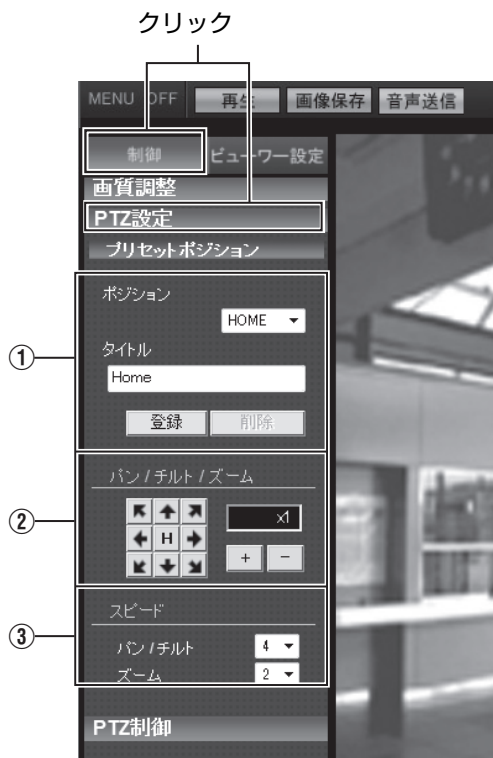 クリック
MENU OFF 再生 画像保存 音声送信
制御 ビューワー設定
画質調整
PTZ設定
プリセットポジション
①
ポジション
HOME
タイトル
Home
登録 削除
②
パン / チルト / ズーム
H
x1
+ −
③
スピード
パン / チルト 4
ズーム 2
PTZ制御